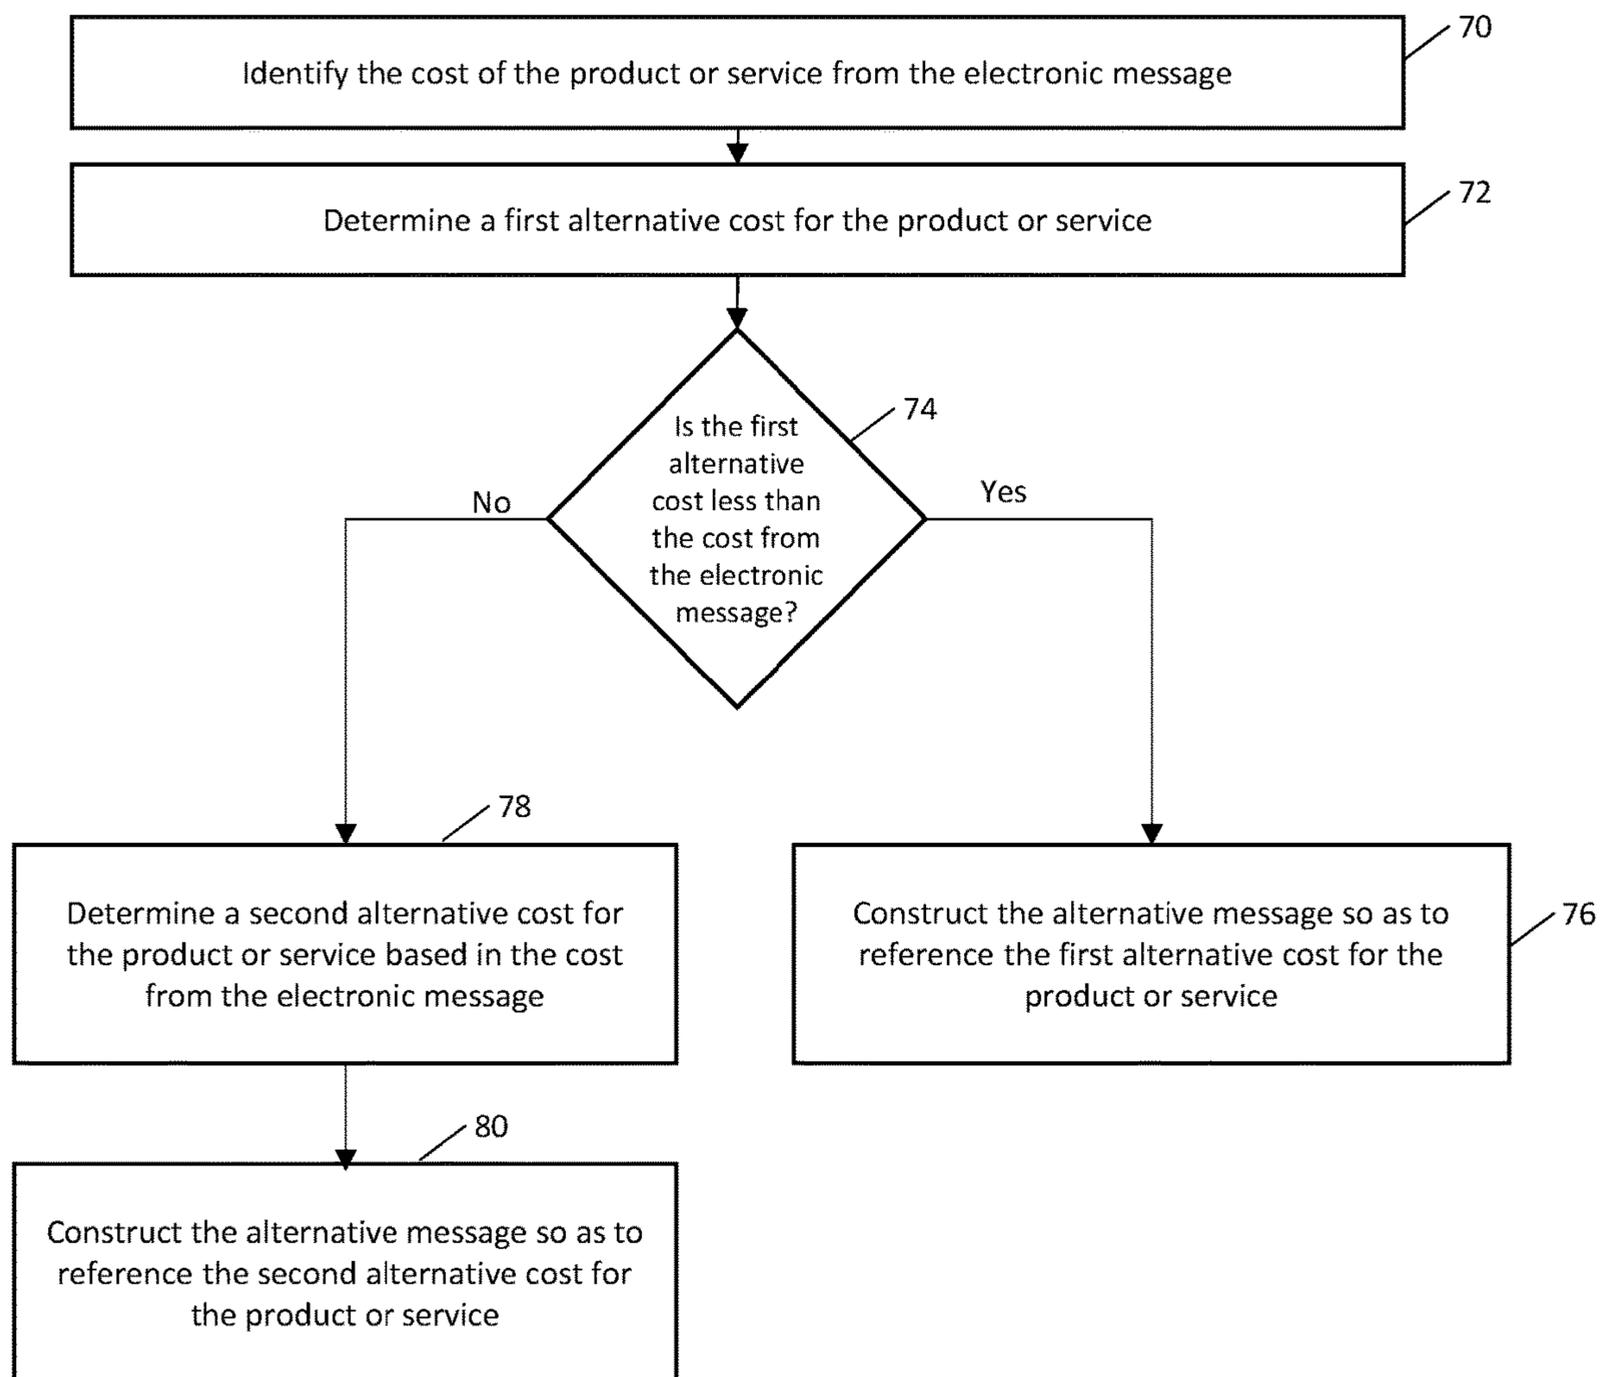 70
Identify the cost of the product or service from the electronic message
72
Determine a first alternative cost for the product or service
74
Is the first
alternative
cost less than
the cost from
the electronic
message?
No
Yes
78
Determine a second alternative cost for
the product or service based in the cost
from the electronic message
Construct the alternative message so as to
reference the first alternative cost for the
product or service
76
80
Construct the alternative message so as to
reference the second alternative cost for
the product or service